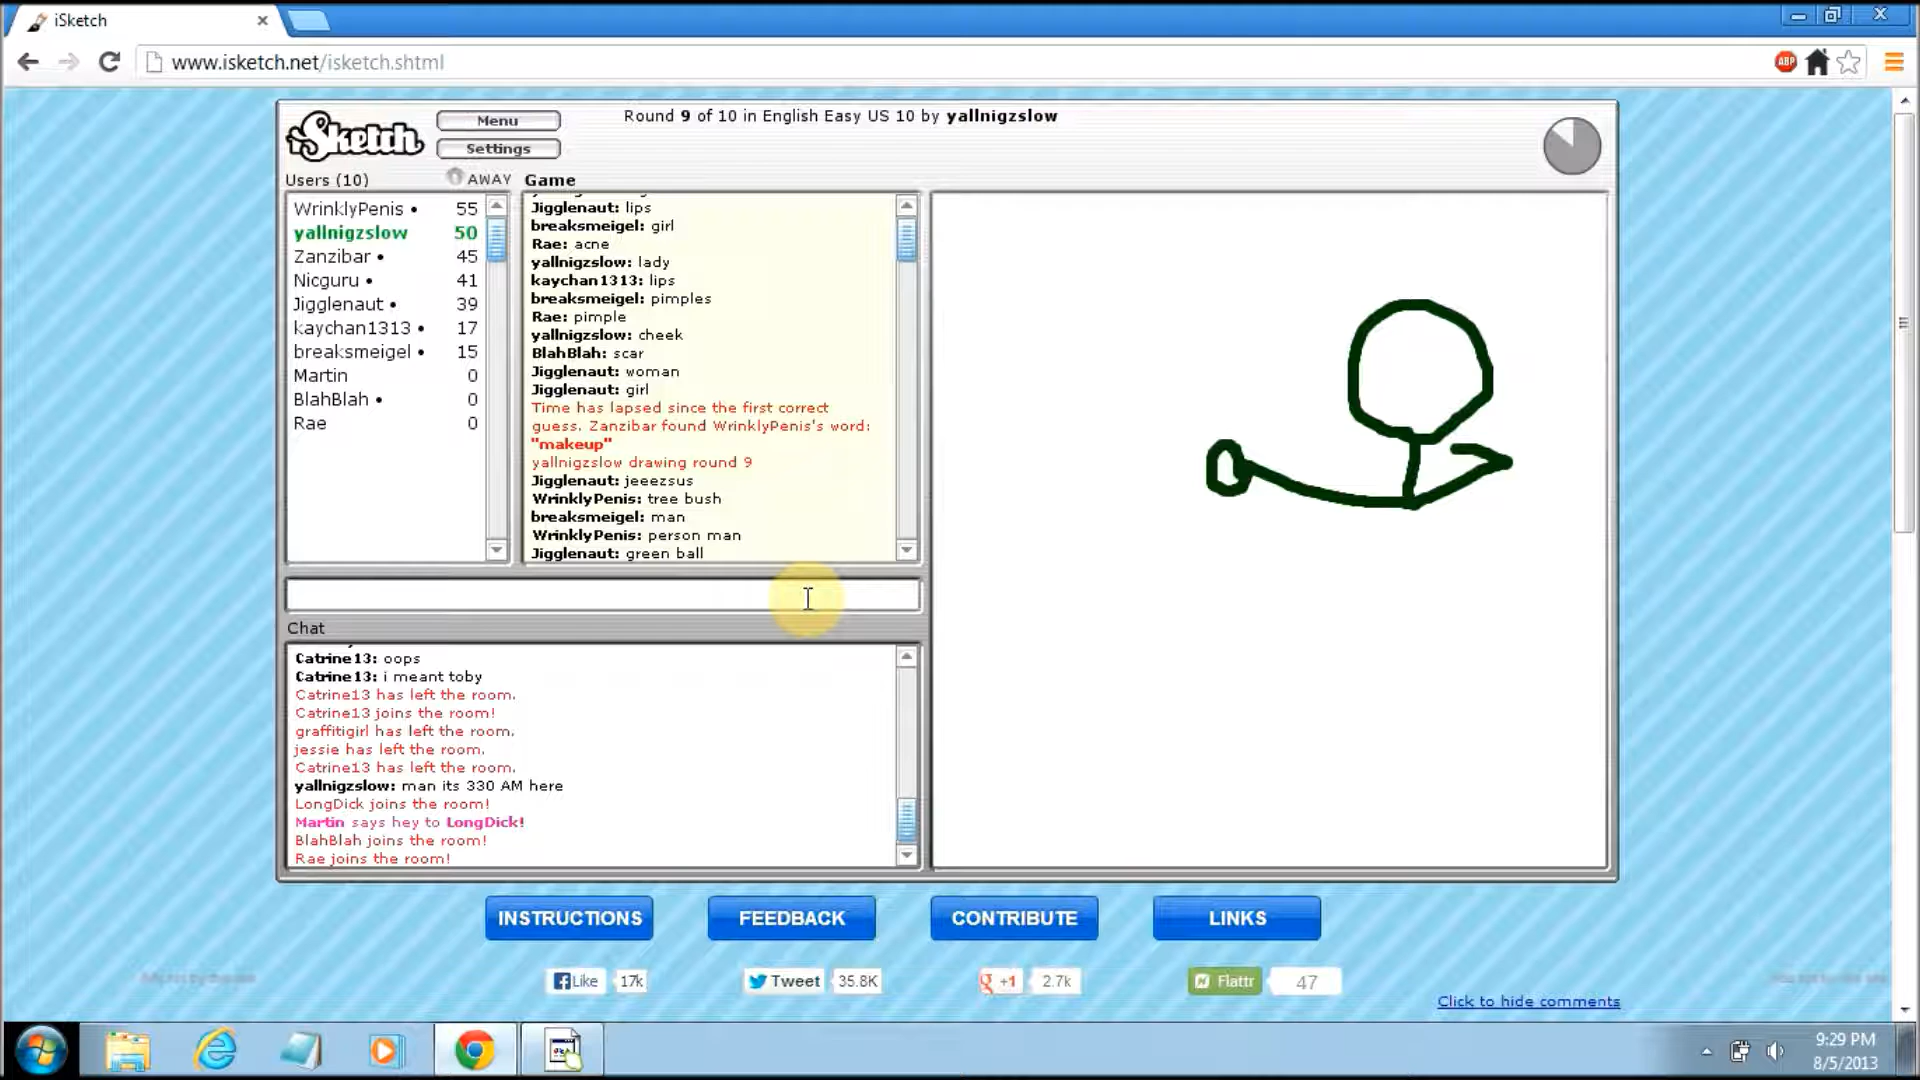 iSketch
www.isketch.net/isketch.shtml
ABP
iSketch
Menu
Settings
Round 9 of 10 in English Easy US 10 by yallnigzslow
Users (10)
AWAY
Game
WrinklyPenis • 55
yallnigzslow 50
Zanzibar • 45
Nicguru • 41
Jigglenaut • 39
kaychan1313 • 17
breaksmeigel • 15
Martin 0
BlahBlah • 0
Rae 0
Jigglenaut: lips
breaksmeigel: girl
Rae: acne
yallnigzslow: lady
kaychan1313: lips
breaksmeigel: pimples
Rae: pimple
yallnigzslow: cheek
BlahBlah: scar
Jigglenaut: woman
Jigglenaut: girl
Time has lapsed since the first correct
guess. Zanzibar found WrinklyPenis's word:
"makeup"
yallnigzslow drawing round 9
Jigglenaut: jeeezsus
WrinklyPenis: tree bush
breaksmeigel: man
WrinklyPenis: person man
Jigglenaut: green ball
Chat
Catrine13: oops
Catrine13: i meant toby
Catrine13 has left the room.
Catrine13 joins the room!
graffitigirl has left the room.
jessie has left the room.
Catrine13 has left the room.
yallnigzslow: man its 330 AM here
LongDick joins the room!
Martin says hey to LongDick!
BlahBlah joins the room!
Rae joins the room!
INSTRUCTIONS
FEEDBACK
CONTRIBUTE
LINKS
Like 17k
Tweet 35.8K
+1 2.7k
Flattr 47
Click to hide comments
9:29 PM
8/5/2013